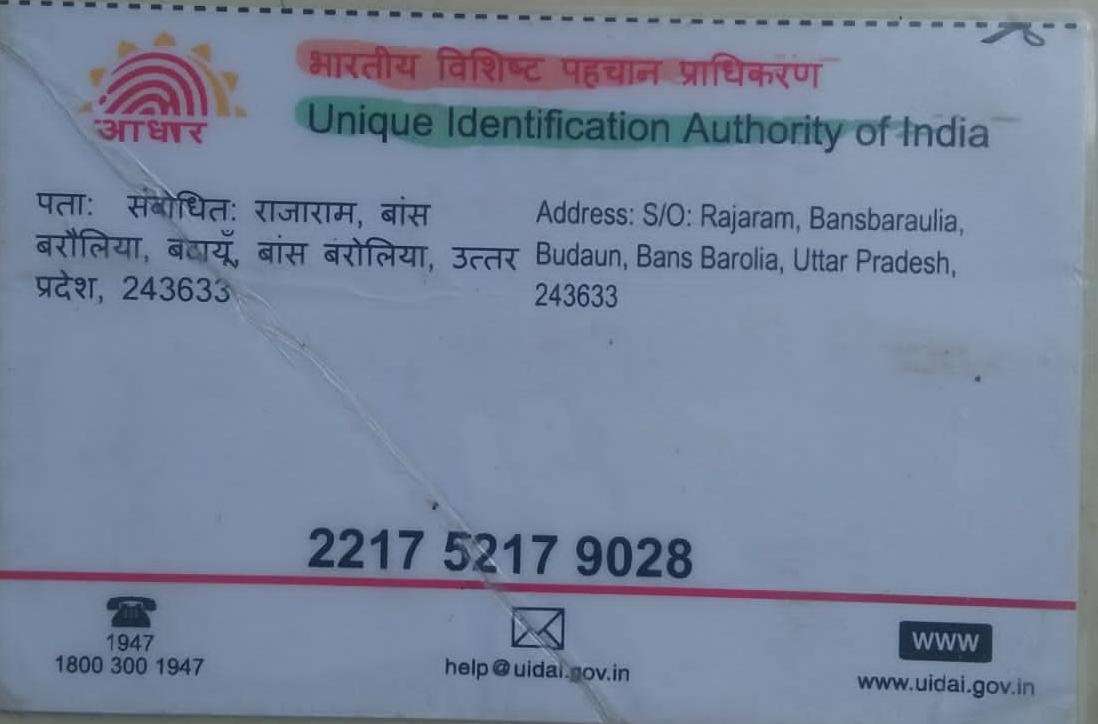 आधार
भारतीय विशिष्ट पहचान प्राधिकरण
Unique Identification Authority of India
पता: संबोधित: राजाराम, बांस
बरौलिया, बदायूँ, बांस बरोलिया, उत्तर
प्रदेश, 243633
Address: S/O: Rajaram, Bansbaraulia,
Budaun, Bans Barolia, Uttar Pradesh,
243633
2217 5217 9028
1947
1800 300 1947
help@uidai.gov.in
www
www.uidai.gov.in